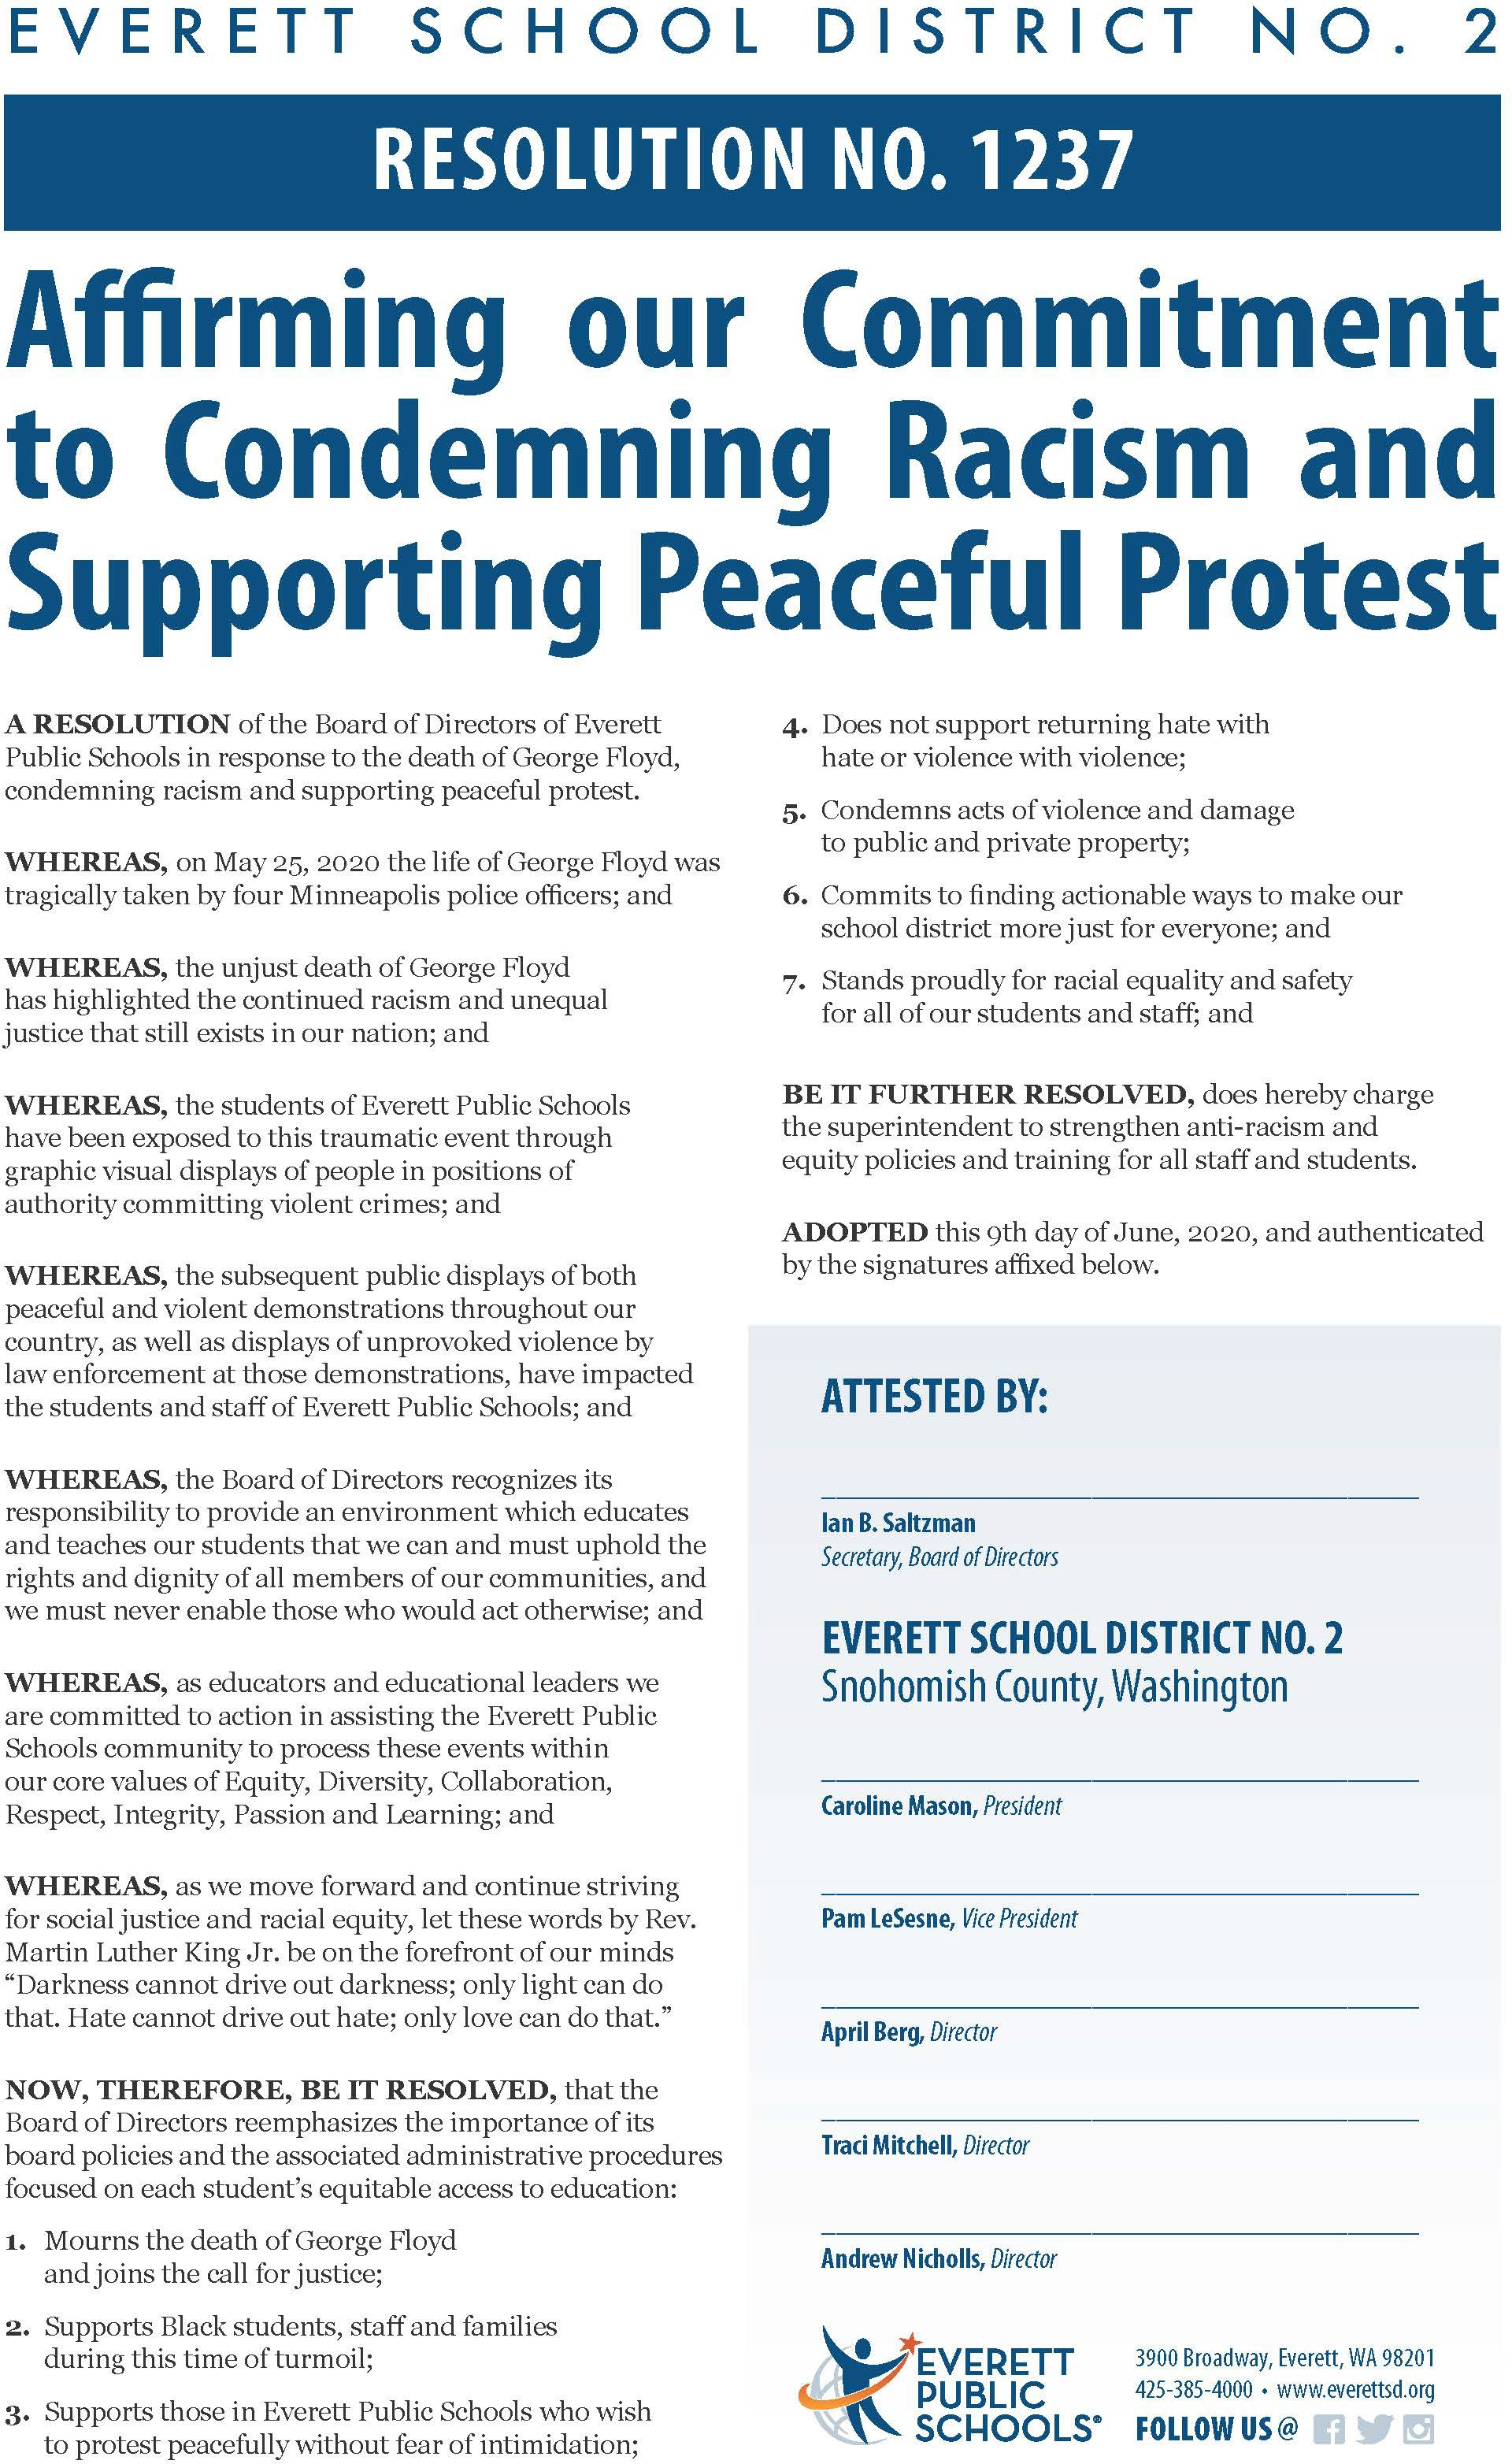 EVERETT SCHOOL DISTRICT NO. 2
RESOLUTION NO. 1237
Affirming our Commitment
to Condemning Racism and
Supporting Peaceful Protest
A RESOLUTION of the Board of Directors of Everett
Public Schools in response to the death of George Floyd,
condemning racism and supporting peaceful protest.
WHEREAS, on May 25, 2020 the life of George Floyd was
tragically taken by four Minneapolis police officers; and
WHEREAS, the unjust death of George Floyd
has highlighted the continued racism and unequal
justice that still exists in our nation; and
WHEREAS, the students of Everett Public Schools
have been exposed to this traumatic event through
graphic visual displays of people in positions of
authority committing violent crimes; and
WHEREAS, the subsequent public displays of both
peaceful and violent demonstrations throughout our
country, as well as displays of unprovoked violence by
law enforcement at those demonstrations, have impacted
the students and staff of Everett Public Schools; and
WHEREAS, the Board of Directors recognizes its
responsibility to provide an environment which educates
and teaches our students that we can and must uphold the
rights and dignity of all members of our communities, and
we must never enable those who would act otherwise; and
WHEREAS, as educators and educational leaders we
are committed to action in assisting the Everett Public
Schools community to process these events within
our core values of Equity, Diversity, Collaboration,
Respect, Integrity, Passion and Learning; and
WHEREAS, as we move forward and continue striving
for social justice and racial equity, let these words by Rev.
Martin Luther King Jr. be on the forefront of our minds
“Darkness cannot drive out darkness; only light can do
that. Hate cannot drive out hate; only love can do that.”
NOW, THEREFORE, BE IT RESOLVED, that the
Board of Directors reemphasizes the importance of its
board policies and the associated administrative procedures
focused on each student’s equitable access to education:
1. Mourns the death of George Floyd
and joins the call for justice;
2. Supports Black students, staff and families
during this time of turmoil;
3. Supports those in Everett Public Schools who wish
to protest peacefully without fear of intimidation;
4. Does not support returning hate with
hate or violence with violence;
5. Condemns acts of violence and damage
to public and private property;
6. Commits to finding actionable ways to make our
school district more just for everyone; and
7. Stands proudly for racial equality and safety
for all of our students and staff; and
BE IT FURTHER RESOLVED, does hereby charge
the superintendent to strengthen anti-racism and
equity policies and training for all staff and students.
ADOPTED this 9th day of June, 2020, and authenticated
by the signatures affixed below.
ATTESTED BY:
Ian B. Saltzman
Secretary, Board of Directors
EVERETT SCHOOL DISTRICT NO. 2
Snohomish County, Washington
Caroline Mason, President
Pam LeSesne, Vice President
April Berg, Director
Traci Mitchell, Director
Andrew Nicholls, Director
EVERETT
PUBLIC
SCHOOLS®
3900 Broadway, Everett, WA 98201
425-385-4000 • www.everettsd.org
FOLLOW US @